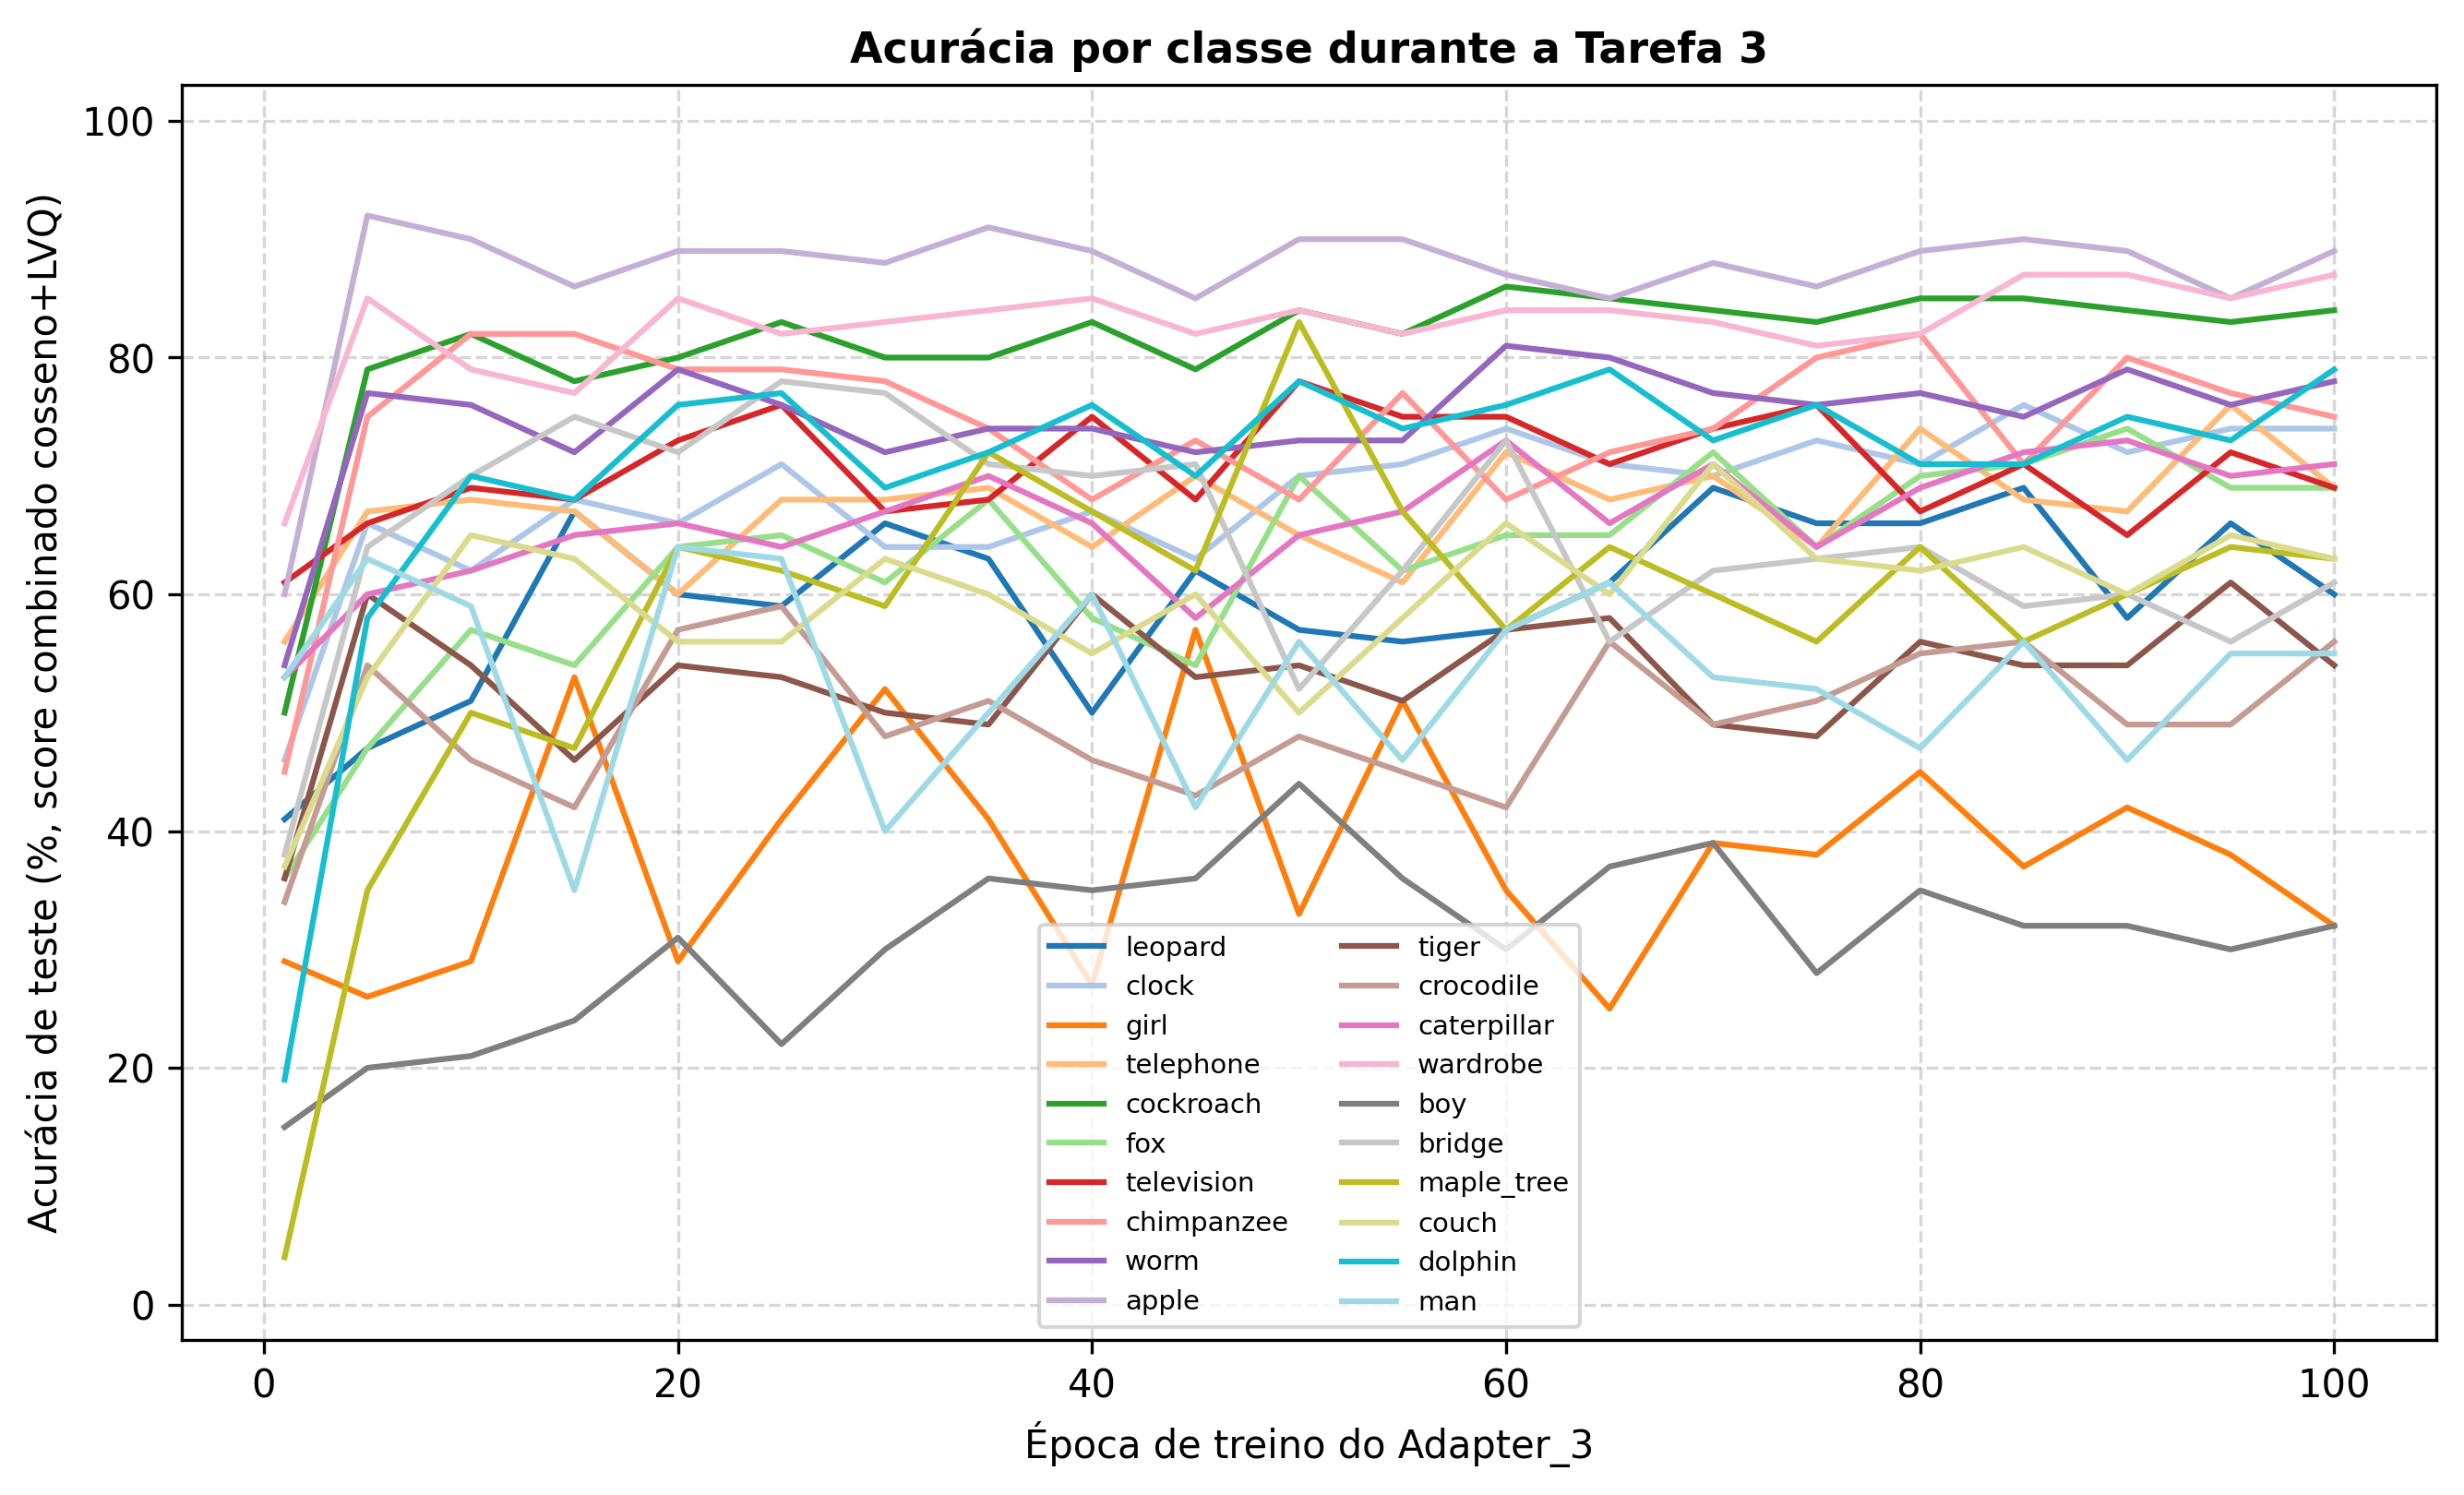 Acurácia por classe durante a Tarefa 3
Acurácia de teste (%, score combinado cosseno+LVQ)
100
80
60
40
20
0
leopard
clock
girl
telephone
cockroach
fox
television
chimpanzee
worm
apple
tiger
crocodile
caterpillar
wardrobe
boy
bridge
maple_tree
couch
dolphin
man
0 20 40 60 80 100
Época de treino do Adapter_3